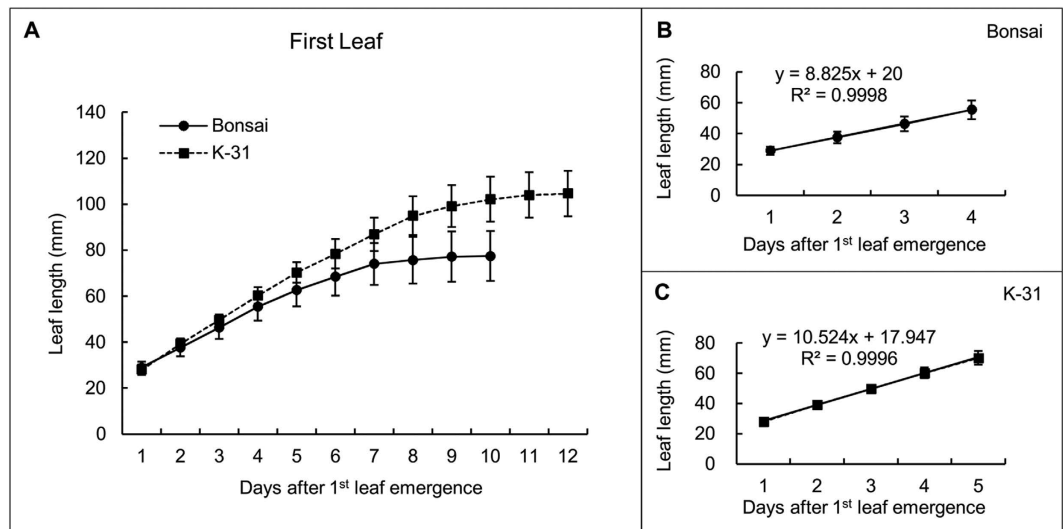 A
First Leaf
Leaf length (mm)
140
120
100
80
60
40
20
0
Bonsai
K-31
1 2 3 4 5 6 7 8 9 10 11 12
Days after 1st leaf emergence
B
Bonsai
y = 8.825x + 20
R² = 0.9998
Leaf length (mm)
80
60
40
20
0
1 2 3 4
Days after 1st leaf emergence
C
K-31
y = 10.524x + 17.947
R² = 0.9996
Leaf length (mm)
80
60
40
20
0
1 2 3 4 5
Days after 1st leaf emergence